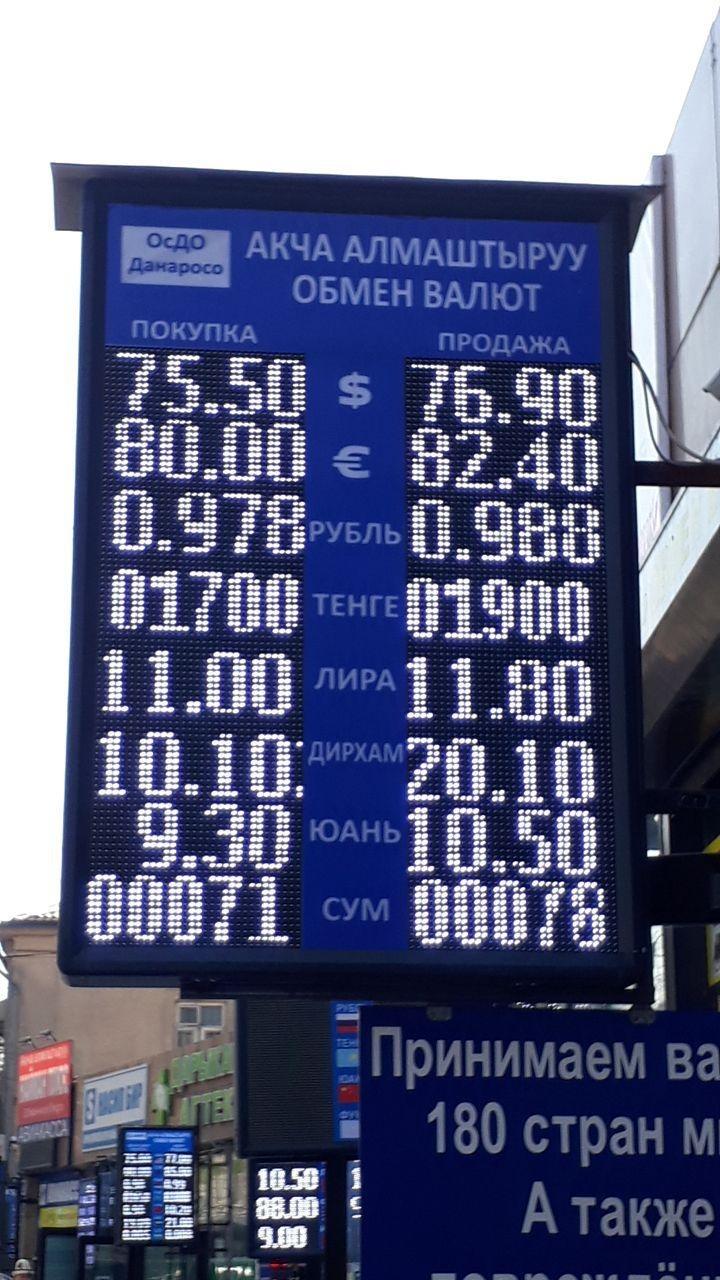 ОсДО
Данаросо
АКЧА АЛМАШТЫРУУ
ОБМЕН ВАЛЮТ
ПОКУПКА ПРОДАЖА
75.50 $ 76.90
80.00 € 82.40
0.978 РУБЛЬ 0.988
01700 ТЕНГЕ 01900
11.00 ЛИРА 11.80
10.10 ДИРХАМ 20.10
9.30 ЮАНЬ 10.50
00071 СУМ 00078
Принимаем ва
180 стран м
А также
10.50
88.00
9.00